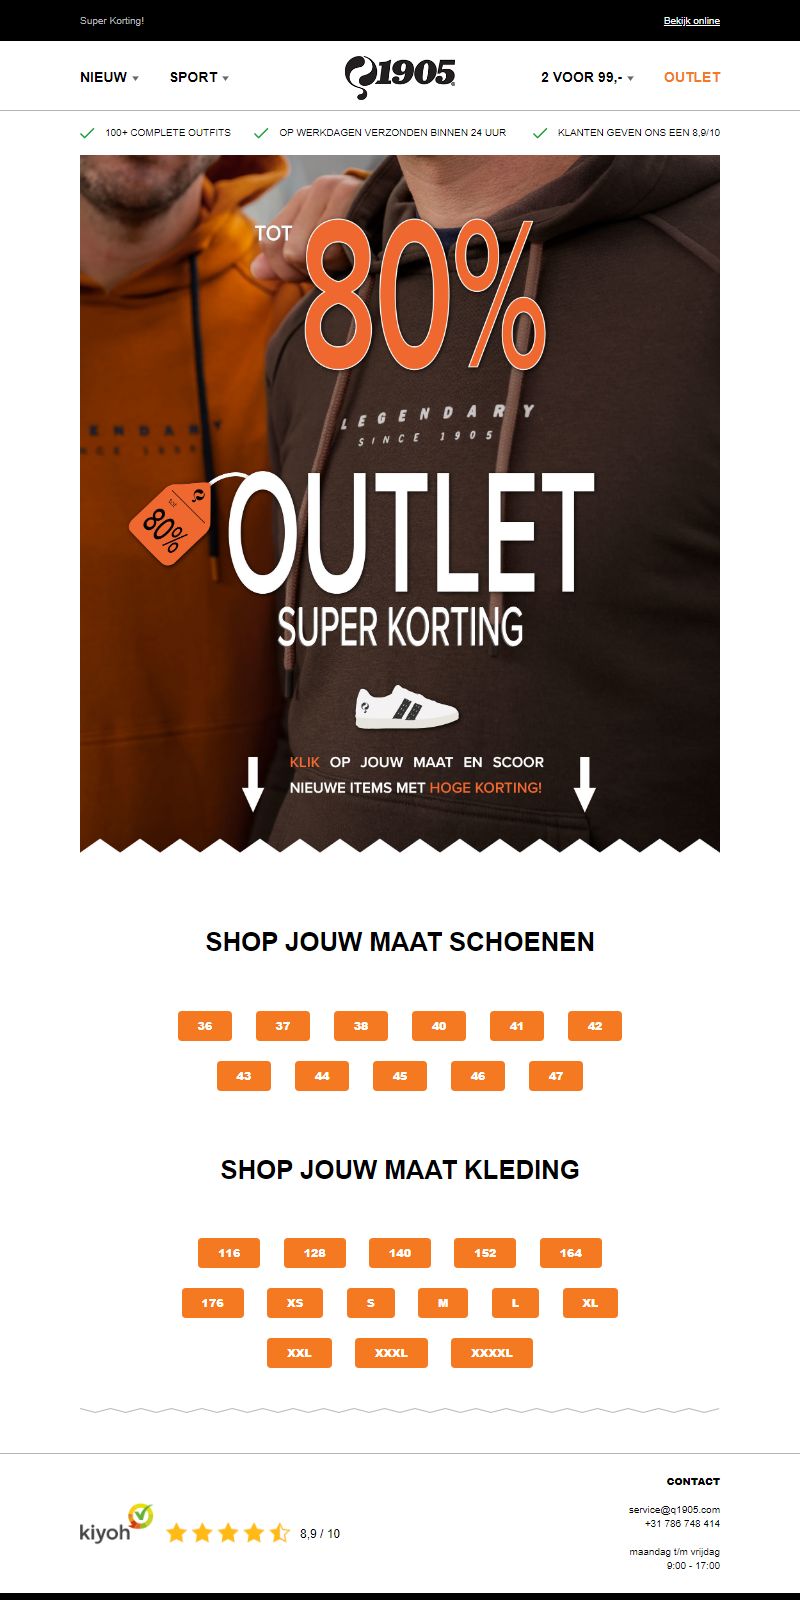 Super Korting!
Bekijk online
NIEUW
SPORT
1905
2 VOOR 99,-
OUTLET
100+ COMPLETE OUTFITS
OP WERKDAGEN VERZONDEN BINNEN 24 UUR
KLANTEN GEVEN ONS EEN 8,9/10
TOT
80%
LEGENDARY
SINCE 1905
tot
80%
OUTLET
SUPER KORTING
KLIK OP JOUW MAAT EN SCOOR
NIEUWE ITEMS MET HOGE KORTING!
SHOP JOUW MAAT SCHOENEN
36 37 38 40 41 42
43 44 45 46 47
SHOP JOUW MAAT KLEDING
116 128 140 152 164
176 XS S M L XL
XXL XXXL XXXXL
CONTACT
service@q1905.com
+31 786 748 414
maandag t/m vrijdag
9:00 - 17:00
kiyoh
8,9 / 10